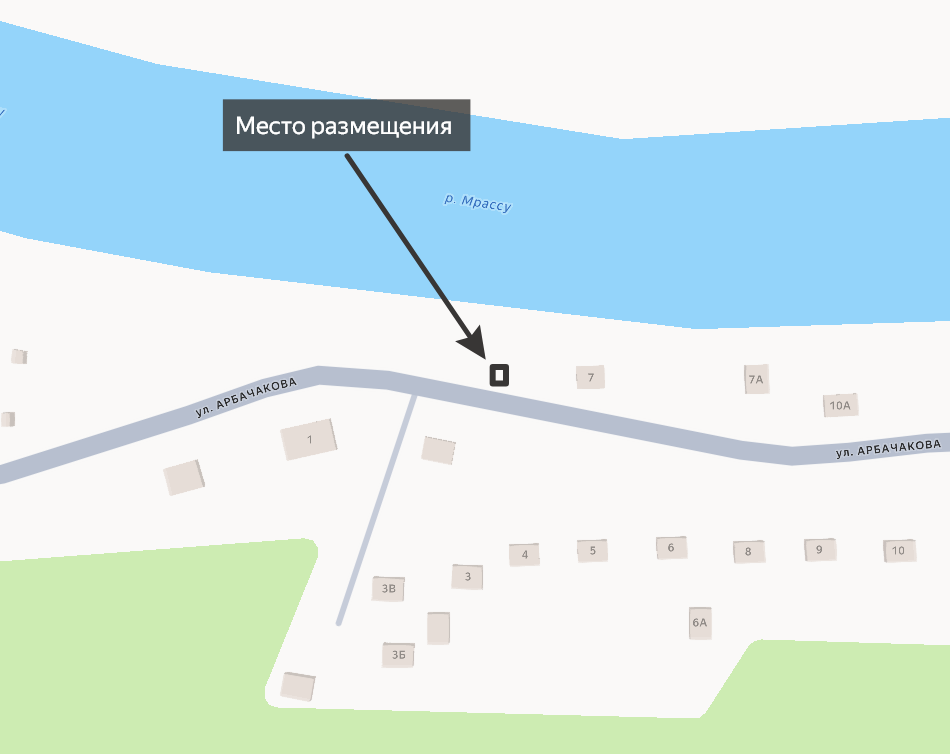 Место размещения
р. Мрассу
ул. АРБАЧАКОВА
7
7А
10А
1
ул. АРБАЧАКОВА
4
5
6
8
9
10
3
3В
6А
3Б